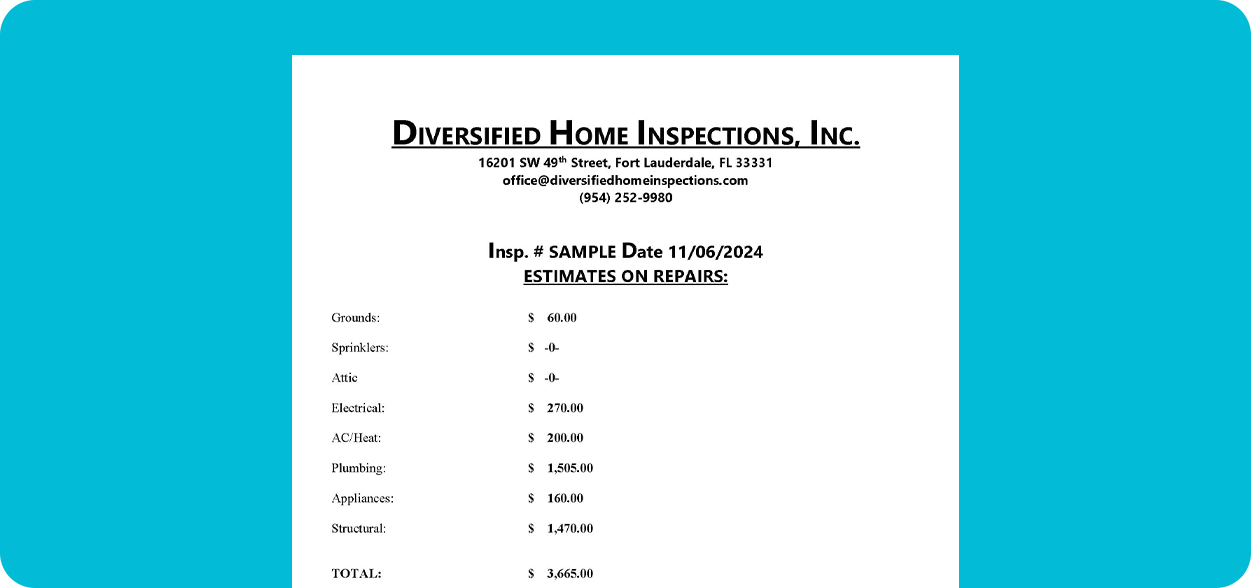 DIVERSIFIED HOME INSPECTIONS, INC.
16201 SW 49th Street, Fort Lauderdale, FL 33331
office@diversifiedhomeinspections.com
(954) 252-9980
Insp. # SAMPLE Date 11/06/2024
ESTIMATES ON REPAIRS:
Grounds: $ 60.00
Sprinklers: $ -0-
Attic $ -0-
Electrical: $ 270.00
AC/Heat: $ 200.00
Plumbing: $ 1,505.00
Appliances: $ 160.00
Structural: $ 1,470.00
TOTAL: $ 3,665.00